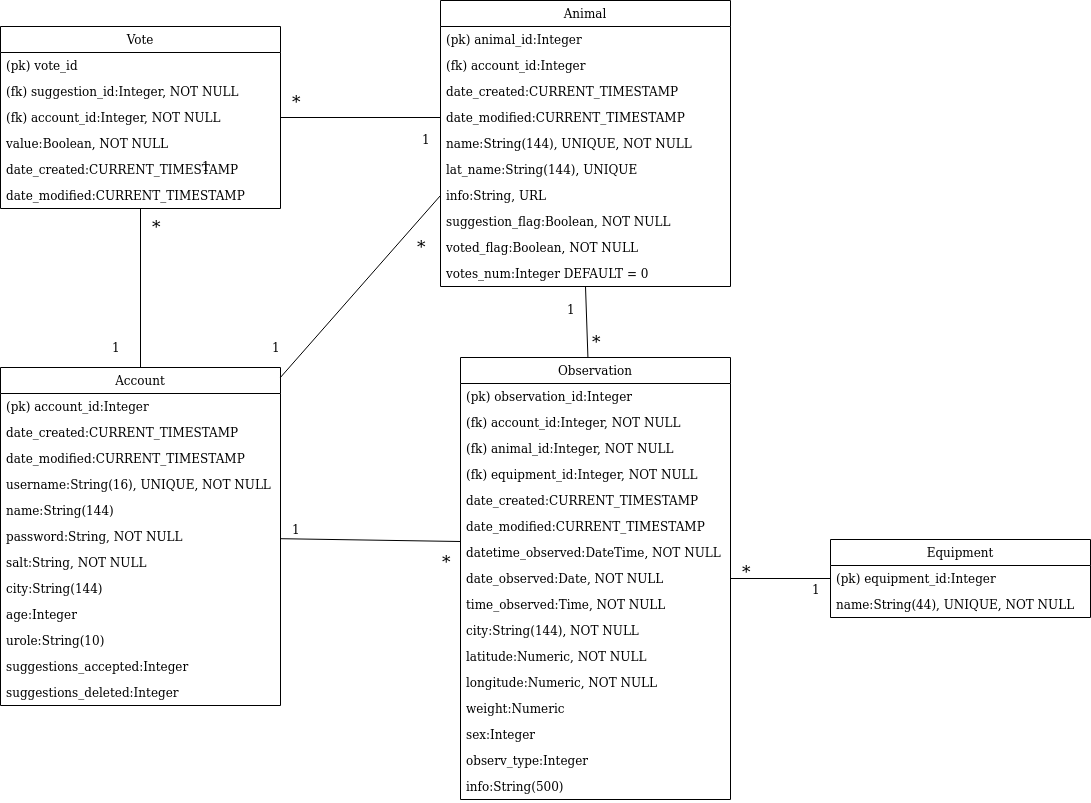 Vote
(pk) vote_id
(fk) suggestion_id:Integer, NOT NULL
(fk) account_id:Integer, NOT NULL
value:Boolean, NOT NULL
date_created:CURRENT_TIMESTAMP
1
date_modified:CURRENT_TIMESTAMP
*
1
*
1
Animal
(pk) animal_id:Integer
(fk) account_id:Integer
date_created:CURRENT_TIMESTAMP
date_modified:CURRENT_TIMESTAMP
name:String(144), UNIQUE, NOT NULL
lat_name:String(144), UNIQUE
info:String, URL
suggestion_flag:Boolean, NOT NULL
voted_flag:Boolean, NOT NULL
votes_num:Integer DEFAULT = 0
*
1
1
*
Account
(pk) account_id:Integer
date_created:CURRENT_TIMESTAMP
date_modified:CURRENT_TIMESTAMP
username:String(16), UNIQUE, NOT NULL
name:String(144)
password:String, NOT NULL
salt:String, NOT NULL
city:String(144)
age:Integer
urole:String(10)
suggestions_accepted:Integer
suggestions_deleted:Integer
1
*
Observation
(pk) observation_id:Integer
(fk) account_id:Integer, NOT NULL
(fk) animal_id:Integer, NOT NULL
(fk) equipment_id:Integer, NOT NULL
date_created:CURRENT_TIMESTAMP
date_modified:CURRENT_TIMESTAMP
datetime_observed:DateTime, NOT NULL
date_observed:Date, NOT NULL
time_observed:Time, NOT NULL
city:String(144), NOT NULL
latitude:Numeric, NOT NULL
longitude:Numeric, NOT NULL
weight:Numeric
sex:Integer
observ_type:Integer
info:String(500)
*
1
Equipment
(pk) equipment_id:Integer
name:String(44), UNIQUE, NOT NULL